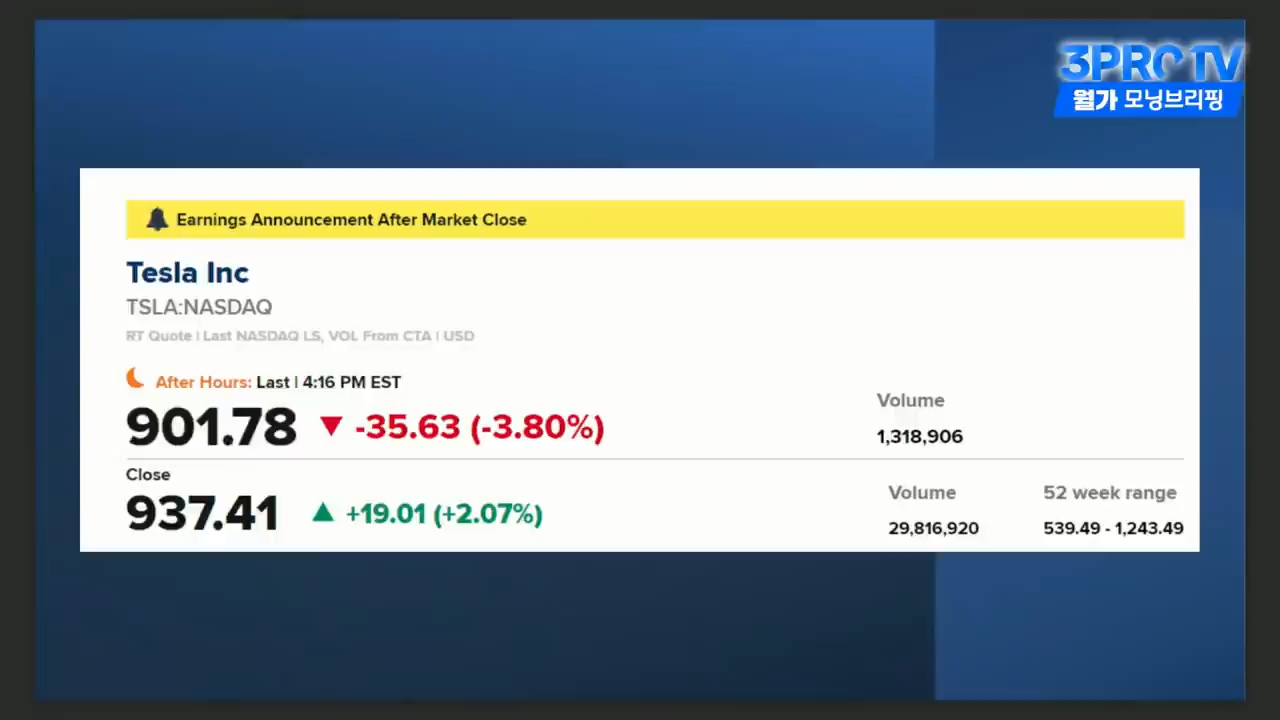 3PRO TV
월가 모닝브리핑
Earnings Announcement After Market Close
Tesla Inc
TSLA:NASDAQ
RT Quote | Last NASDAQ LS, VOL From CTA | USD
After Hours: Last | 4:16 PM EST
901.78 ▼ -35.63 (-3.80%)
Volume
1,318,906
Close
937.41 ▲ +19.01 (+2.07%)
Volume
29,816,920
52 week range
539.49 - 1,243.49